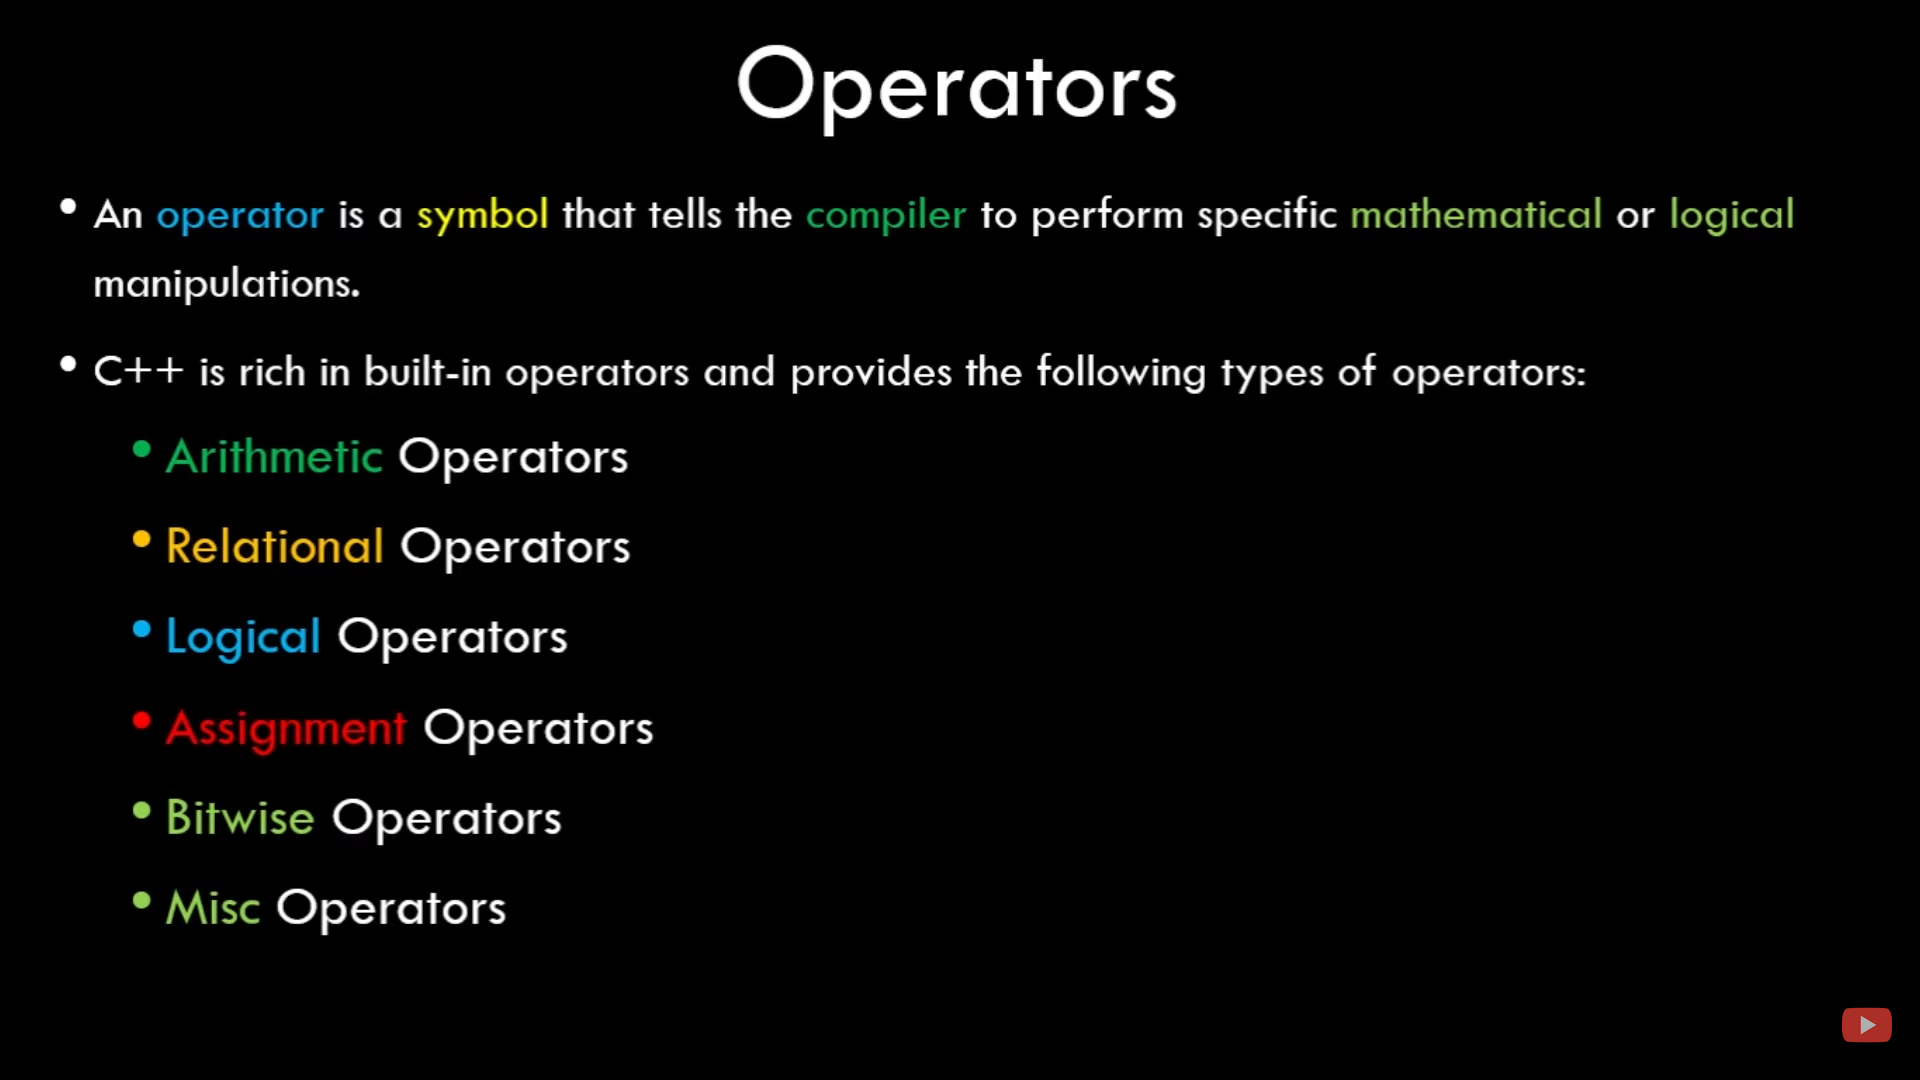 Operators
• An operator is a symbol that tells the compiler to perform specific mathematical or logical
manipulations.
• C++ is rich in built-in operators and provides the following types of operators:
• Arithmetic Operators
• Relational Operators
• Logical Operators
• Assignment Operators
• Bitwise Operators
• Misc Operators